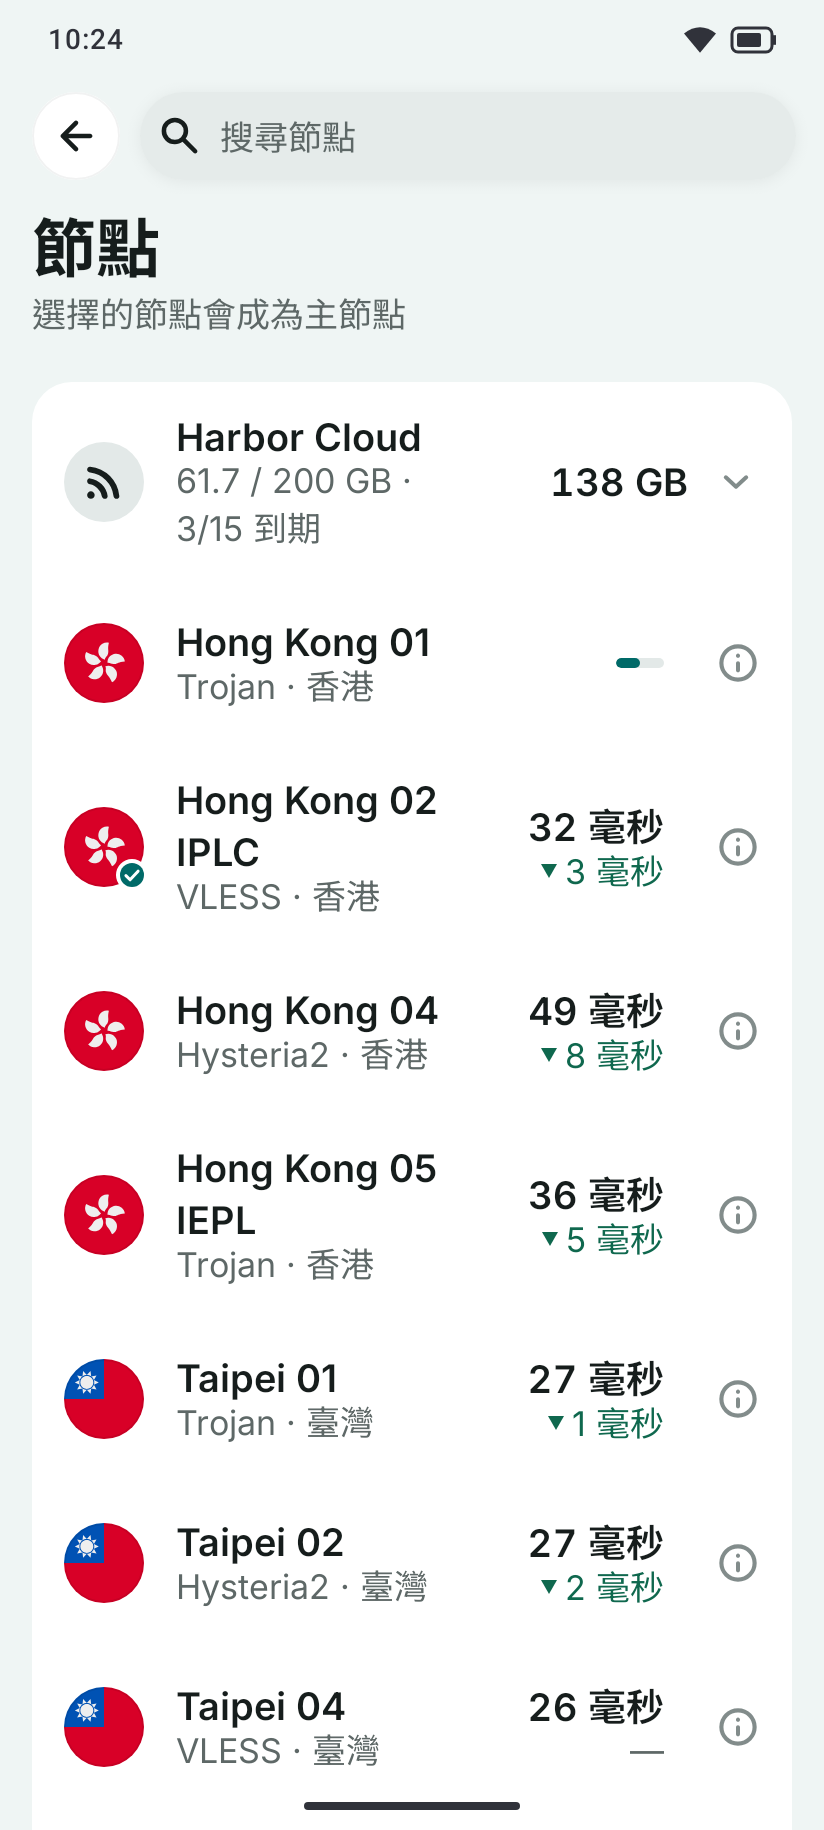 10:24
搜尋節點
節點
選擇的節點會成為主節點
Harbor Cloud
61.7 / 200 GB ·
3/15 到期
138 GB
Hong Kong 01
Trojan · 香港
Hong Kong 02
IPLC
VLESS · 香港
32 毫秒
▼3 毫秒
Hong Kong 04
Hysteria2 · 香港
49 毫秒
▼8 毫秒
Hong Kong 05
IEPL
Trojan · 香港
36 毫秒
▼5 毫秒
Taipei 01
Trojan · 臺灣
27 毫秒
▼1 毫秒
Taipei 02
Hysteria2 · 臺灣
27 毫秒
▼2 毫秒
Taipei 04
VLESS · 臺灣
26 毫秒
—